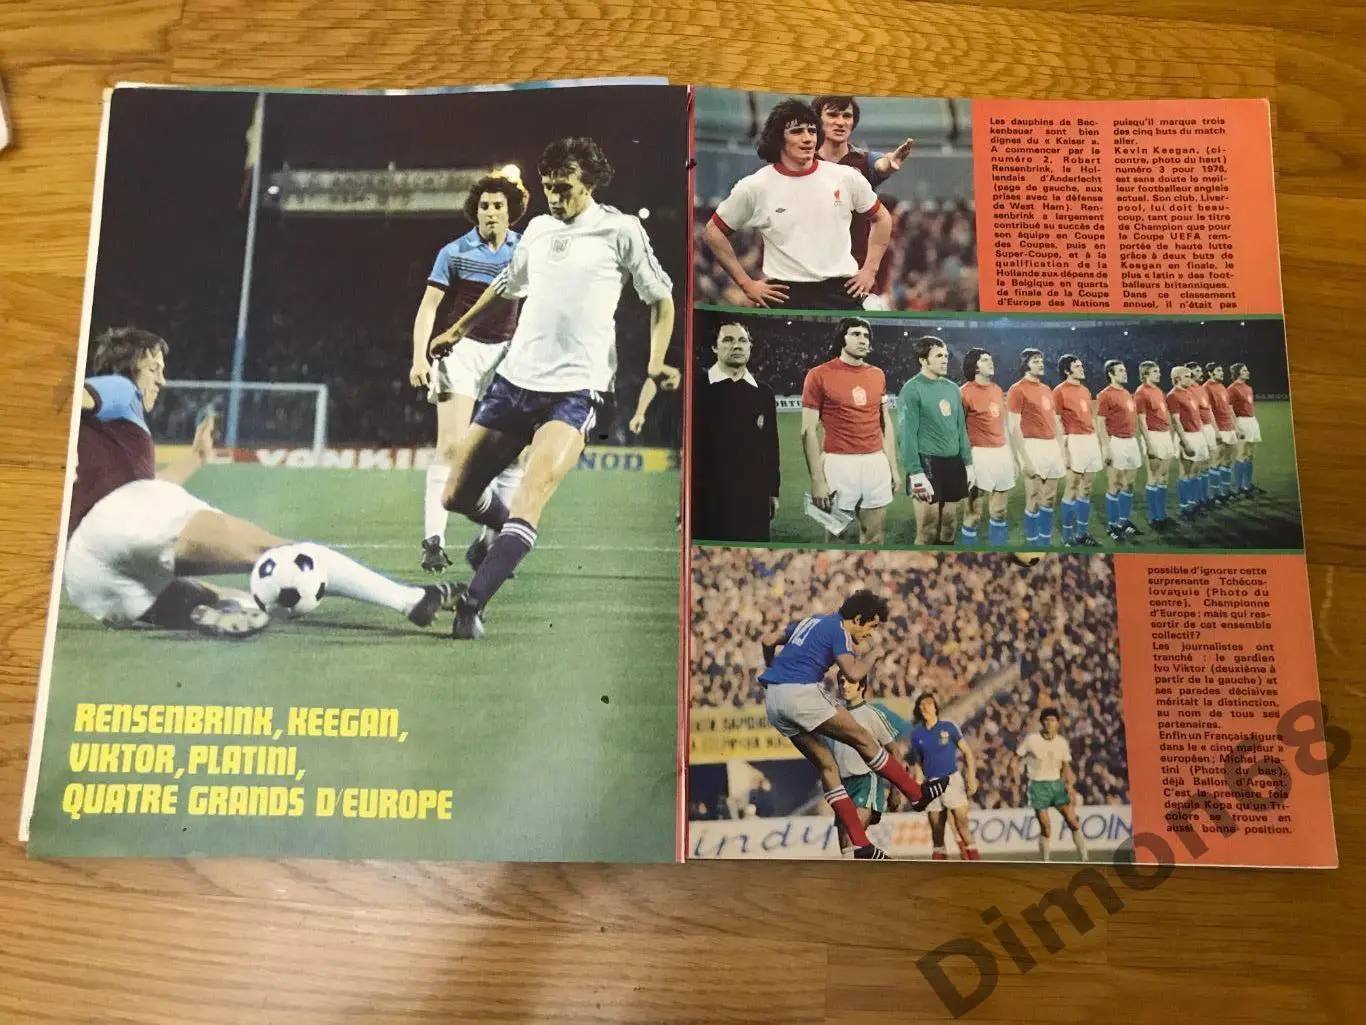 RENSENBRINK, KEEGAN,
VIKTOR, PLATINI,
QUATRE GRANDS D'EUROPE
Les dauphins de Bec-
kenbauer sont bien
dignes du « Kaiser ».
A commencer par le
numéro 2, Robert
Rensenbrink, le Hol-
landais d'Anderlecht
(page de gauche, aux
prises avec la défense
de West Ham). Ren-
senbrink a largement
contribué au succès de
son équipe en Coupe
des Coupes, puis en
Super-Coupe, et à la
qualification de la
Hollande aux dépens de
la Belgique en quarts
de finale de la Coupe
d'Europe des Nations
puisqu'il marqua trois
des cinq buts du match
aller.
Kevin Keegan, (ci-
contre, photo du haut)
numéro 3 pour 1976,
est sans doute le meil-
leur footballeur anglais
actuel. Son club, Liver-
pool, lui doit beau-
coup, tant pour le titre
de Champion que pour
la Coupe UEFA rem-
portée de haute lutte
grâce à deux buts de
Keegan en finale, le
plus « latin » des foot-
balleurs britanniques.
Dans ce classement
annuel, il n'était pas
possible d'ignorer cette
surprenante Tchécos-
lovaquie (Photo du
centre), Championne
d'Europe : mais qui res-
sortir de cet ensemble
collectif?
Les journalistes ont
tranché : le gardien
Ivo Viktor (deuxième à
partir de la gauche) et
ses parades décisives
méritait la distinction,
au nom de tous ses
partenaires.
Enfin un Français figure
dans le « cinq majeur »
européen ; Michel Pla-
tini (Photo du bas),
déjà Ballon d'Argent.
C'est la première fois
depuis Kopa qu'un Tri-
colore se trouve en
aussi bonne position.
indy
ROND POIN
Dimon68